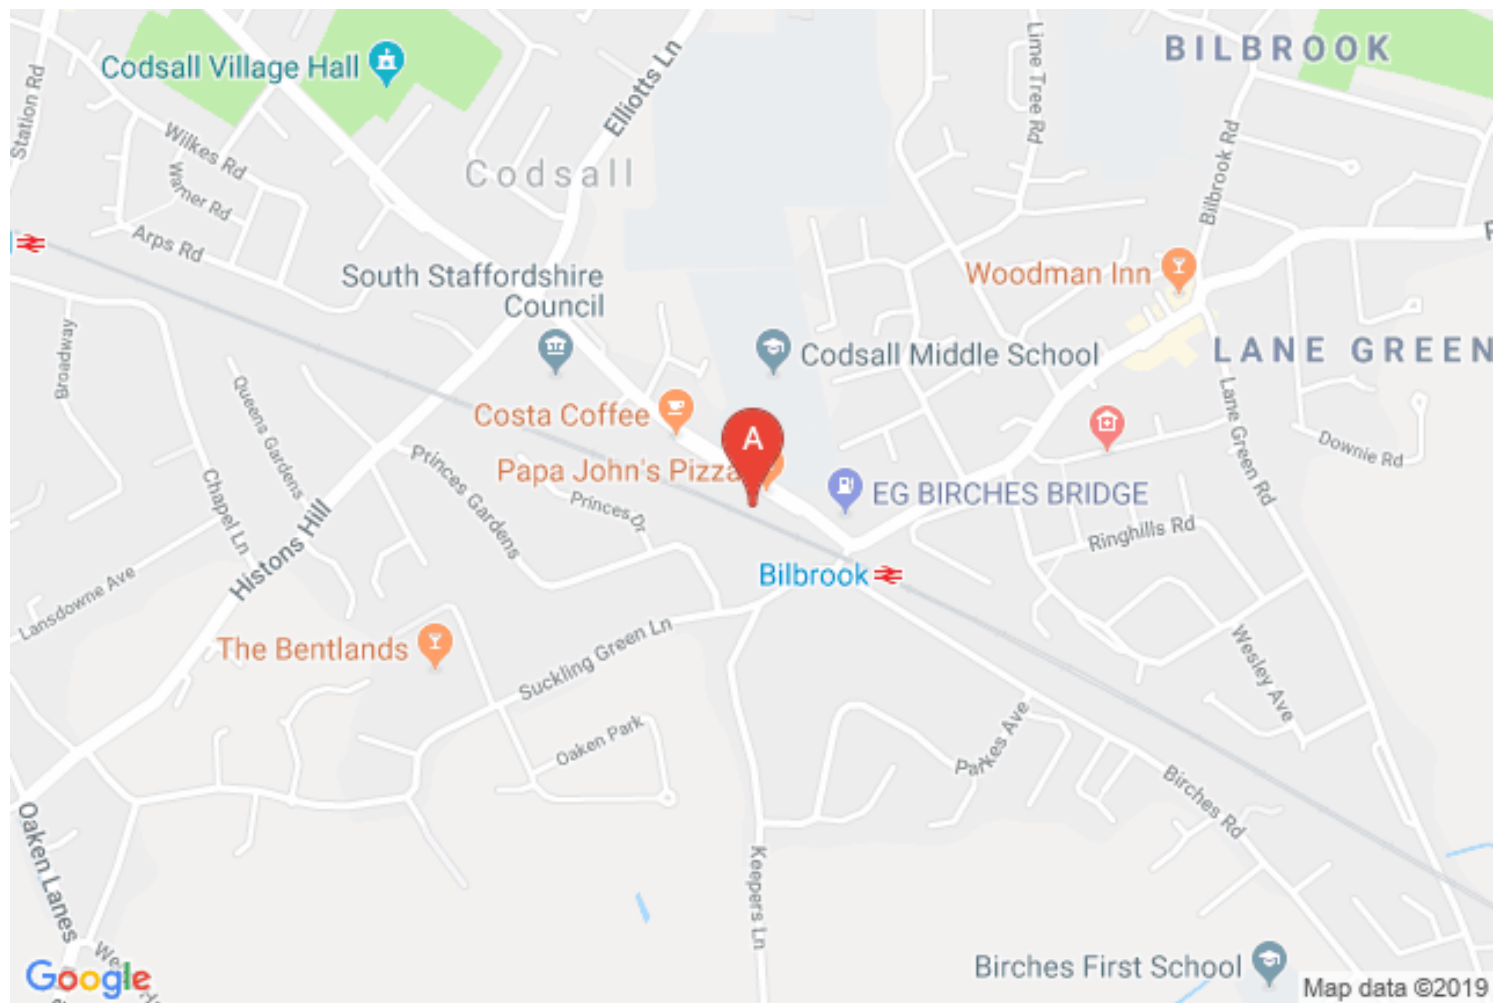 BILBROOK
Codsall Village Hall
Station Rd
Elliotts Ln
Lime Tree Rd
Wilkes Rd
Codsall
Warner Rd
Bilbrook Rd
Arps Rd
South Staffordshire
Council
Woodman Inn
Broadway
Codsall Middle School
LANE GREEN
Queens Gardens
Costa Coffee
A
Lane Green Rd
Downie Rd
Papa John's Pizza
Princes Gardens
EG BIRCHES BRIDGE
Chapel Ln
Princes Dr
Ringhills Rd
Histons Hill
Bilbrook
Lansdowne Ave
The Bentlands
Suckling Green Ln
Wesley Ave
Oaken Park
Parkes Ave
Birches Rd
Oaken Lanes
Keepers Ln
Birches First School
Google
Map data ©2019